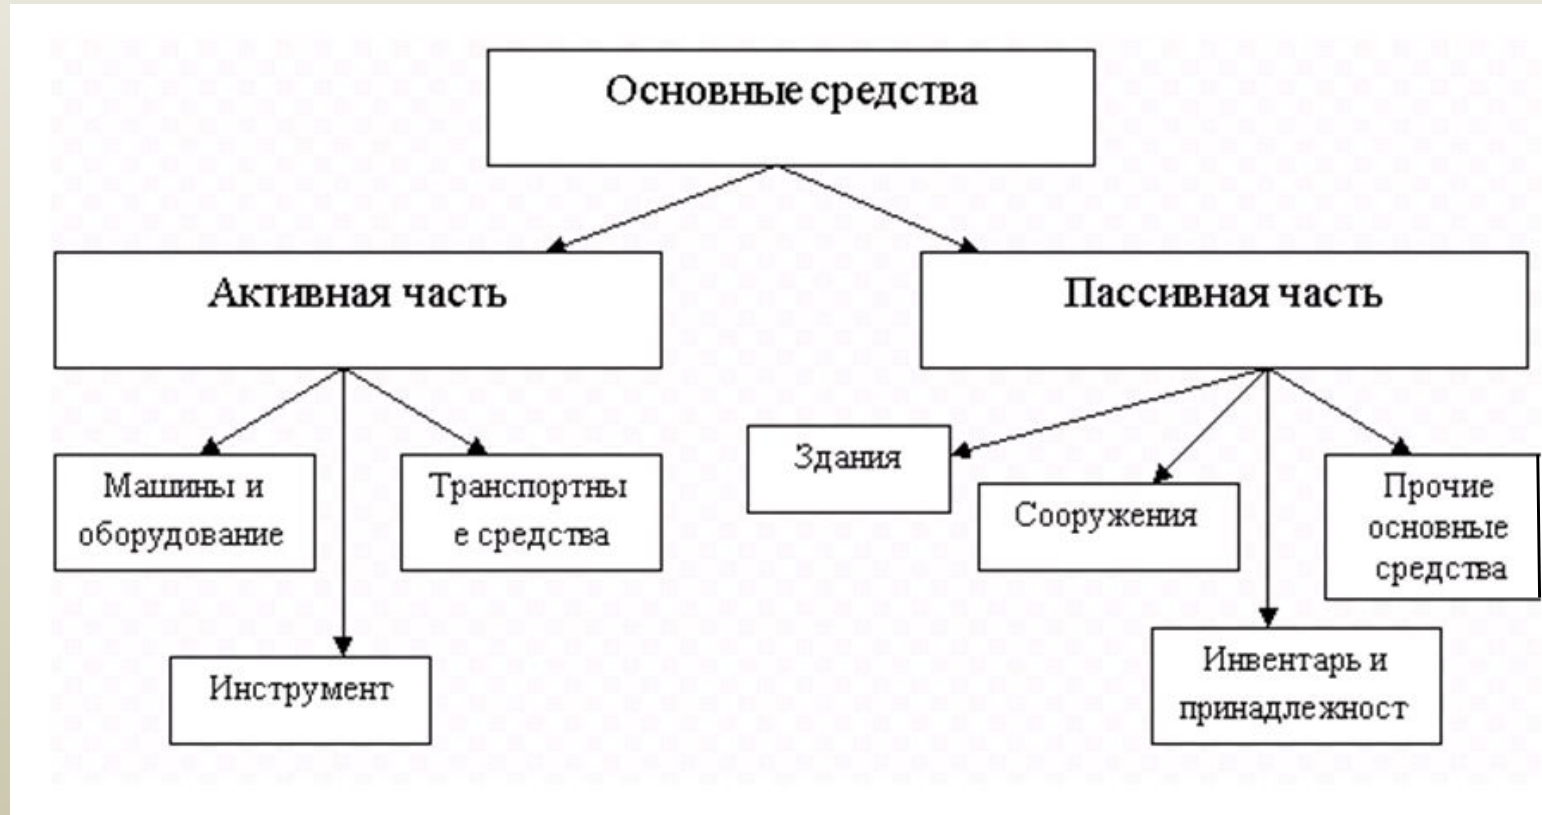 Основные средства
Активная часть
Пассивная часть
Машины и
оборудование
Транспортны
е средства
Инструмент
Здания
Сооружения
Прочие
основные
средства
Инвентарь и
принадлежност